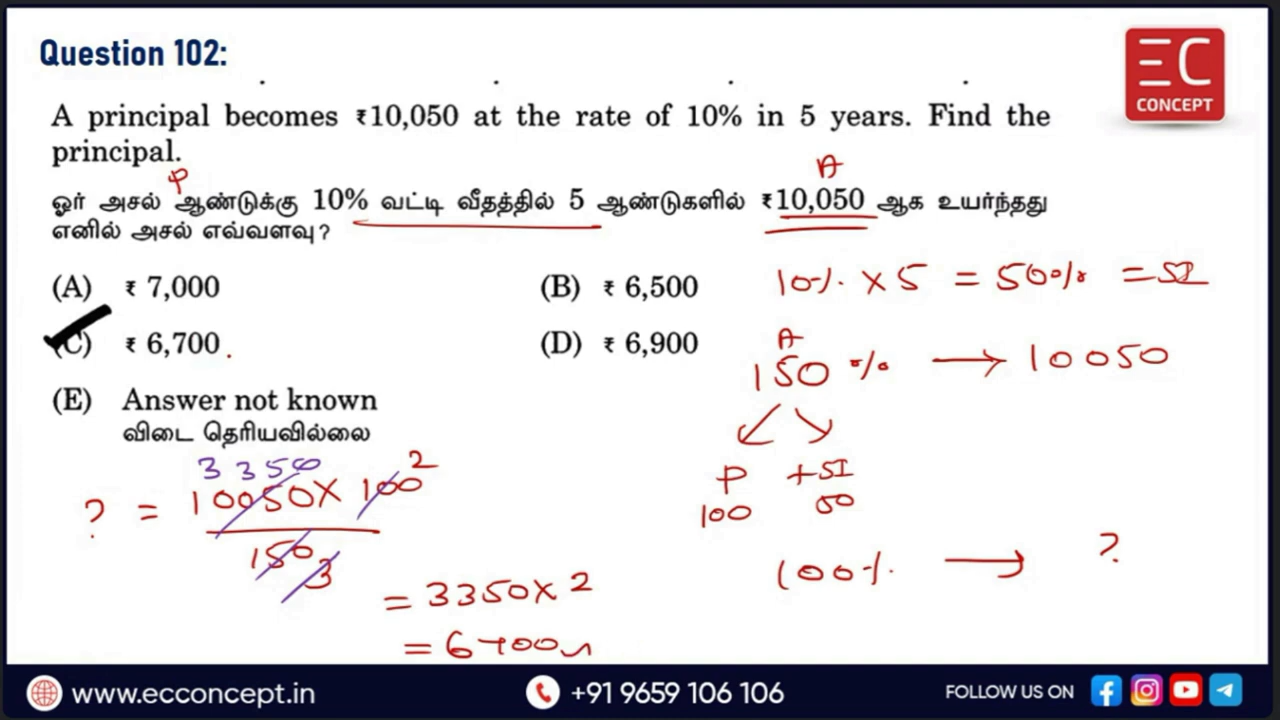 Question 102:
EC
CONCEPT
A principal becomes ₹10,050 at the rate of 10% in 5 years. Find the
principal.
P
A
ஓர் அசல் ஆண்டுக்கு 10% வட்டி வீதத்தில் 5 ஆண்டுகளில் ₹10,050 ஆக உயர்ந்தது
எனில் அசல் எவ்வளவு?
(A) ₹ 7,000
(B) ₹ 6,500
10% × 5 = 50% = SI
(C) ₹ 6,700
(D) ₹ 6,900
A
150 % → 10050
(E) Answer not known
விடை தெரியவில்லை
P + SI
100 50
100% → ?
3350 2
? = 10050 × 100
150
3
= 3350 × 2
= 6700
www.ecconcept.in
+91 9659 106 106
FOLLOW US ON